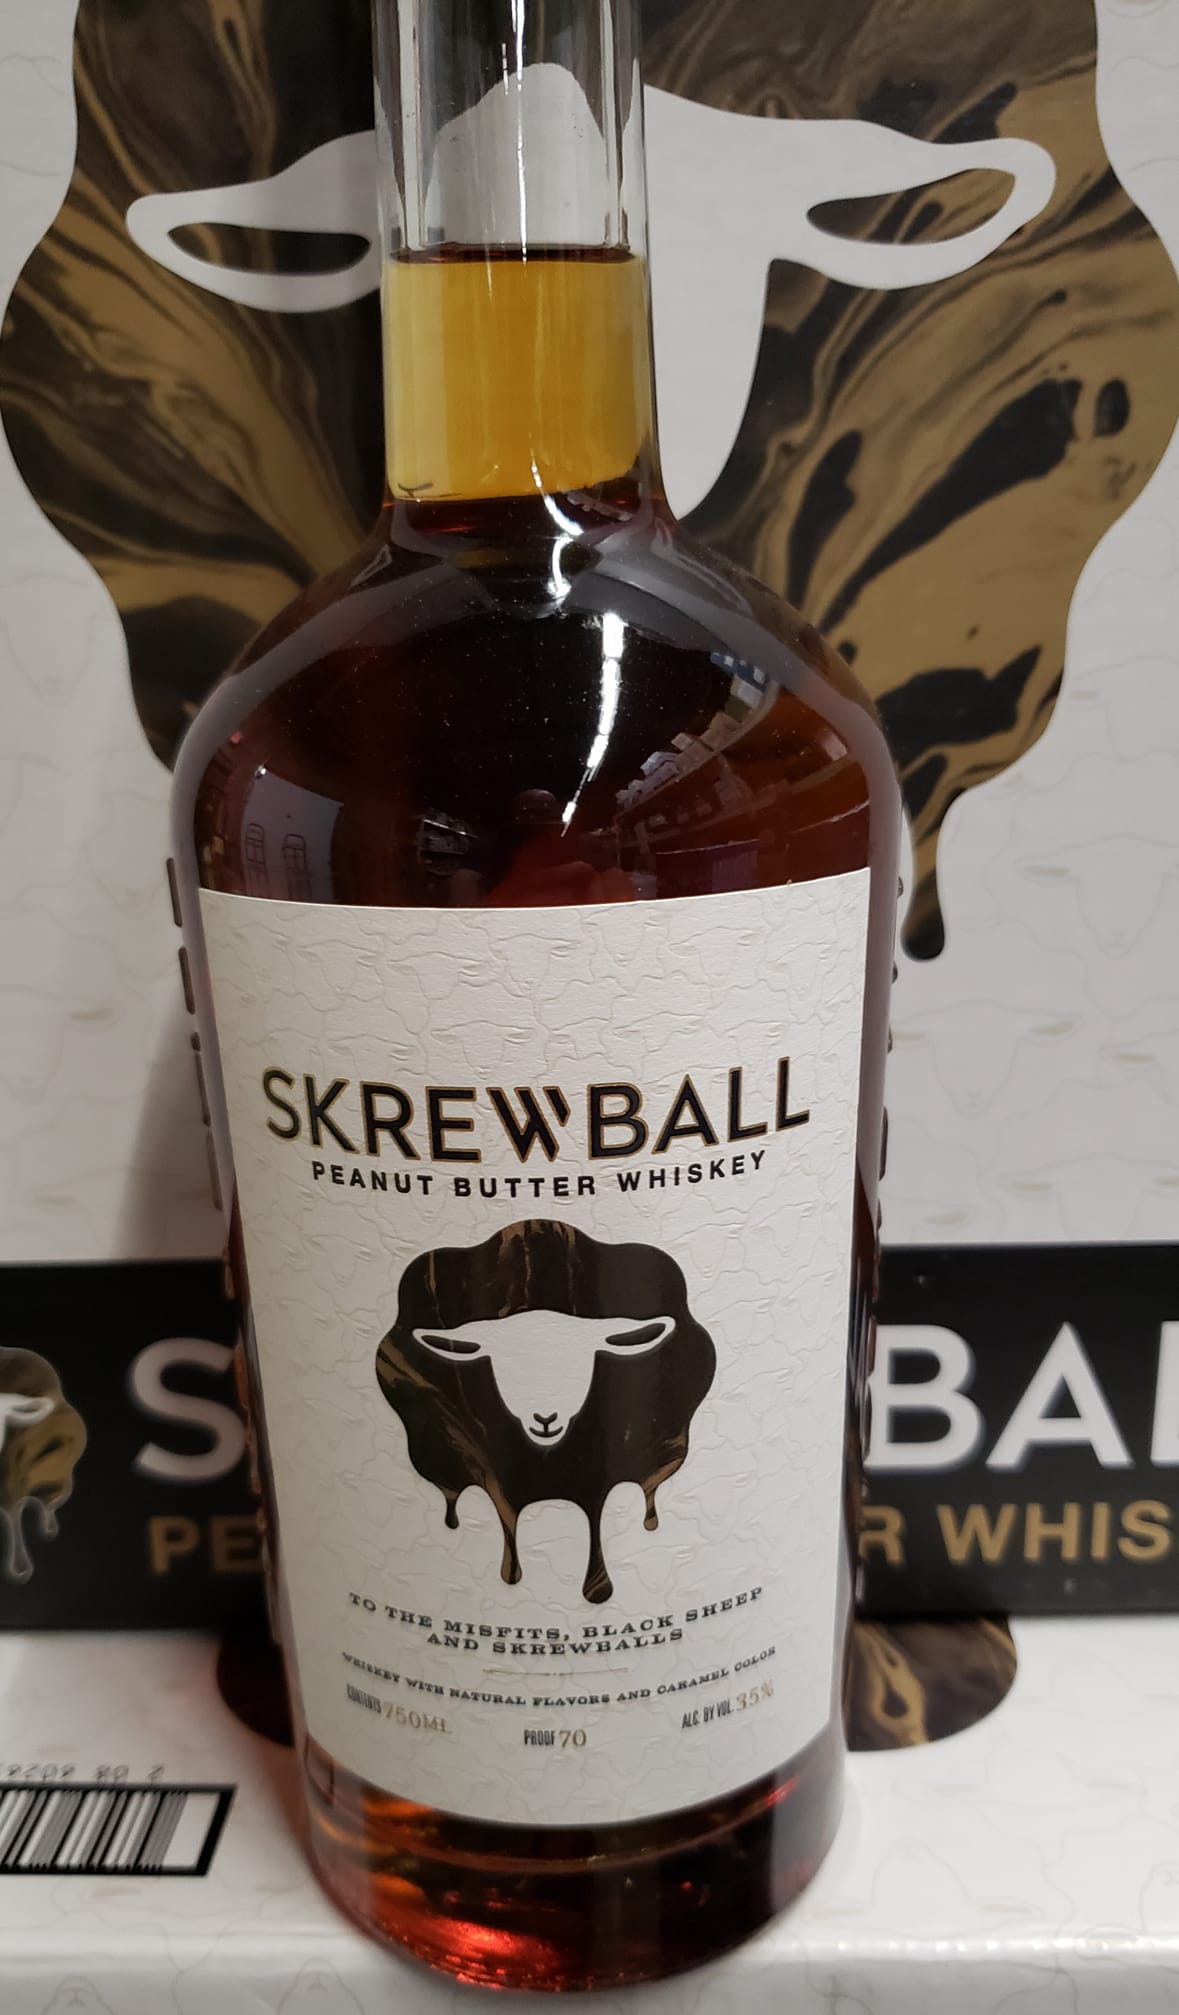 SKREWBALL
PEANUT BUTTER WHISKEY
TO THE MISFITS, BLACK SHEEP
AND SKREWBALLS
WHISKEY WITH NATURAL FLAVORS AND CARAMEL COLOR
CONTENTS 750ML
PROOF 70
ALC. BY VOL. 35%
S BAL
PE R WHIS